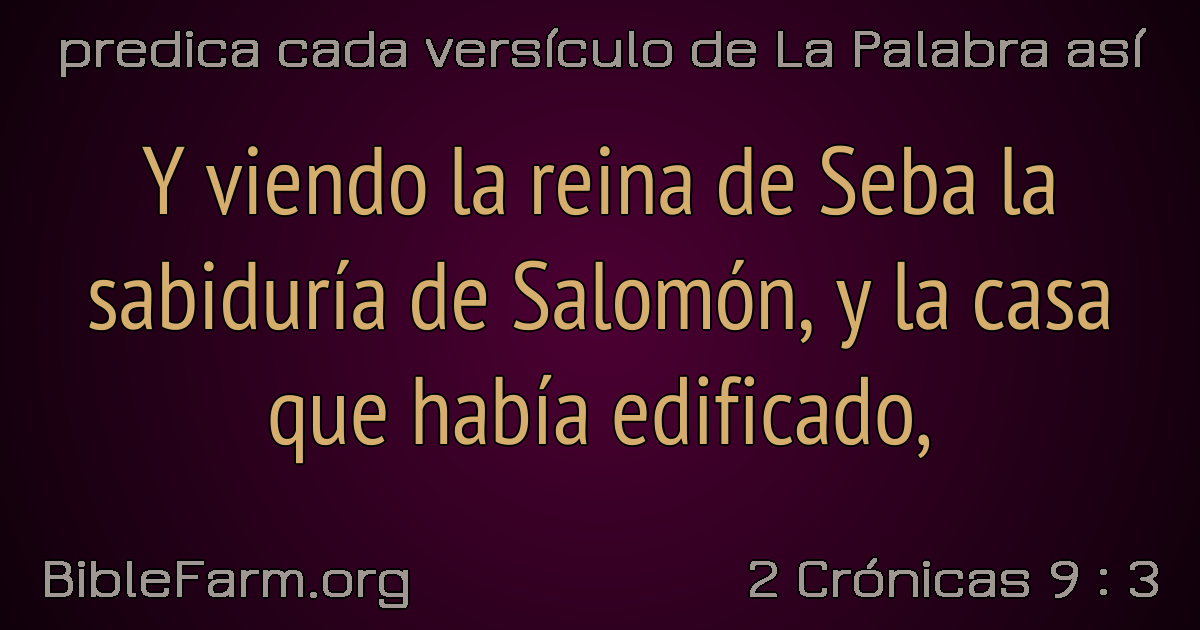 predica cada versículo de La Palabra así
Y viendo la reina de Seba la
sabiduría de Salomón, y la casa
que había edificado,
BibleFarm.org
2 Crónicas 9 : 3